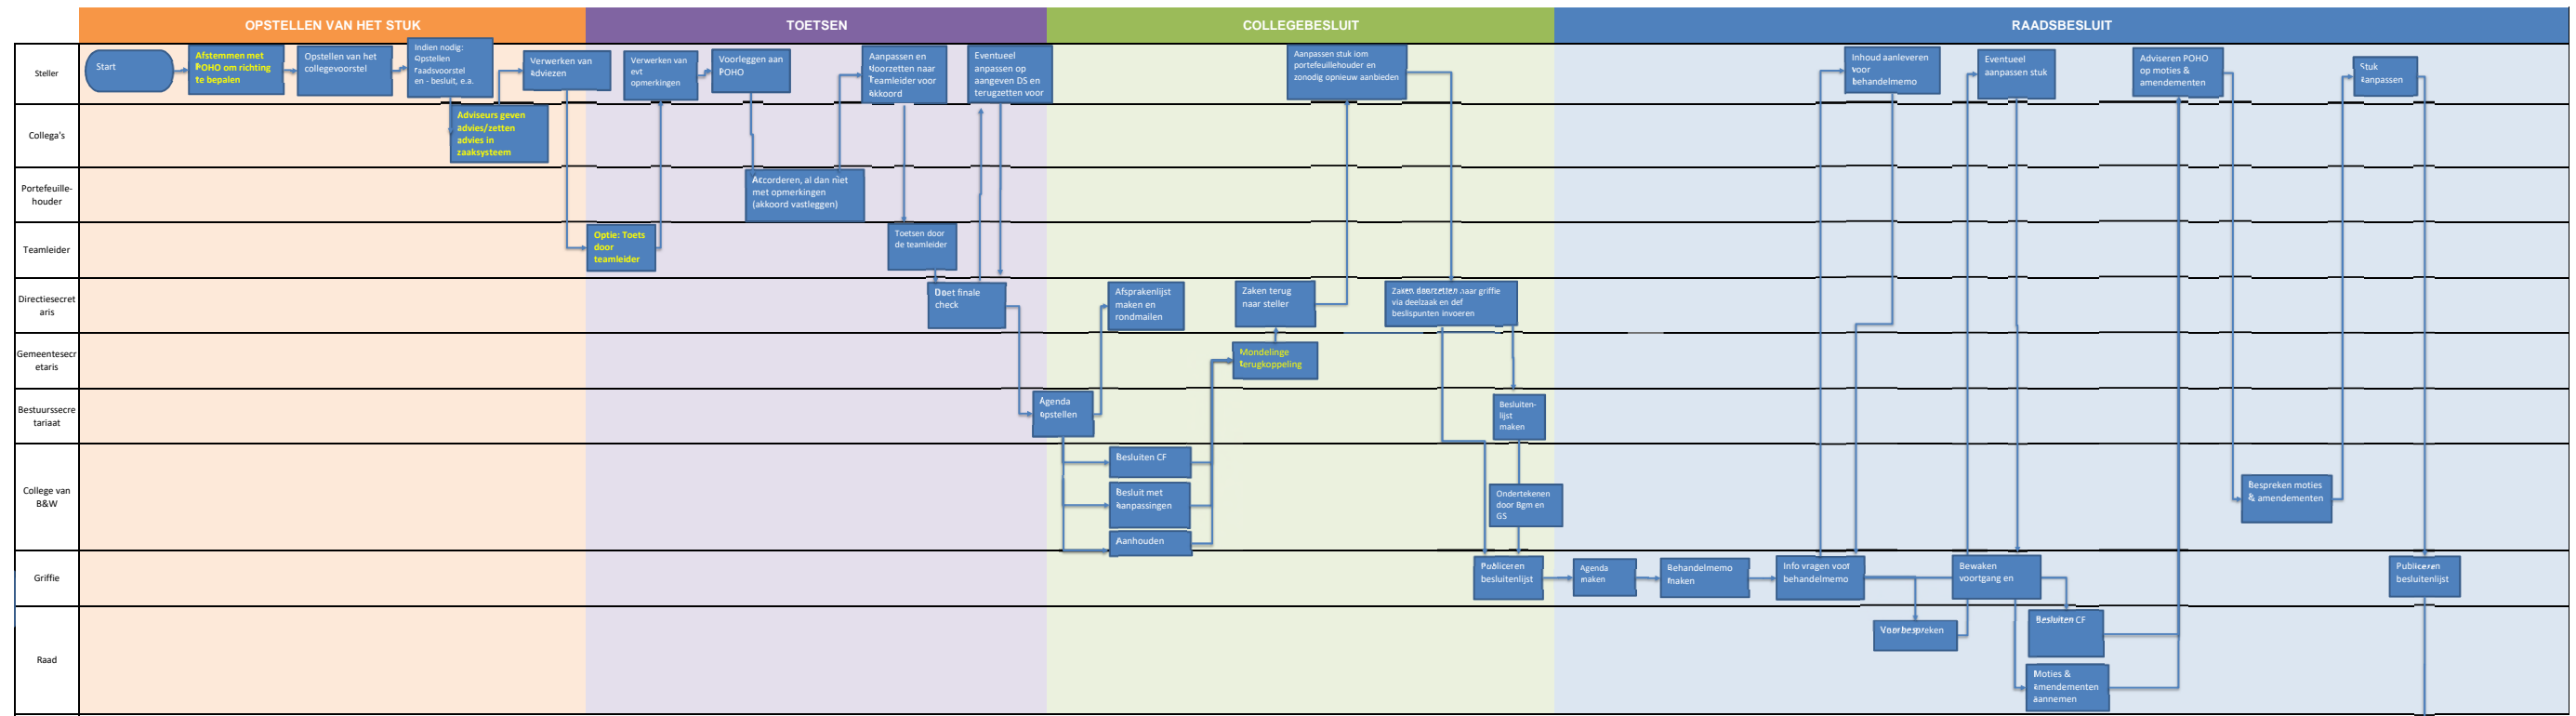 OPSTELLEN VAN HET STUK
TOETSEN
COLLEGEBESLUIT
RAADSBESLUIT
Steller
Start
Afstemmen met
POHO om richting
te bepalen
Opstellen van het
collegevoorstel
Indien nodig:
Opstellen
raadsvoorstel
en - besluit, e.a.
Verwerken van
adviezen
Verwerken van
evt
opmerkingen
Voorleggen aan
POHO
Aanpassen en
doorzetten naar
Teamleider voor
akkoord
Eventueel
anpassen op
aangeven DS en
terugzetten voor
Aanpassen stuk iom
portefeuillehouder en
zonodig opnieuw aanbieden
Inhoud aanleveren
voor
behandelmemo
Eventueel
aanpassen stuk
Adviseren POHO
op moties &
amendementen
Stuk
aanpassen
Collega's
Adviseurs geven
advies/zetten
advies in
zaaksysteem
Portefeuille-
houder
Accorderen, al dan niet
met opmerkingen
(akkoord vastleggen)
Teamleider
Optie: Toets
door
teamleider
Toetsen door
de teamleider
Directiesecret
aris
Doet finale
check
Afsprakenlijst
maken en
rondmailen
Zaken terug
naar steller
Zaken doorzetten naar griffie
via deelzaak en def
beslispunten invoeren
Gemeentesecr
etaris
Mondelinge
terugkoppeling
Bestuurssecre
tariaat
Agenda
opstellen
Besluiten-
lijst
maken
College van
B&W
Besluiten CF
Besluit met
aanpassingen
Aanhouden
Ondertekenen
door Bgm en
GS
Bespreken moties
& amendementen
Griffie
Publiceren
besluitenlijst
Agenda
maken
Behandelmemo
maken
Info vragen voor
behandelmemo
Bewaken
voortgang en
Publiceren
besluitenlijst
Raad
Voorbespreken
Besluiten CF
Moties &
amendementen
aannemen